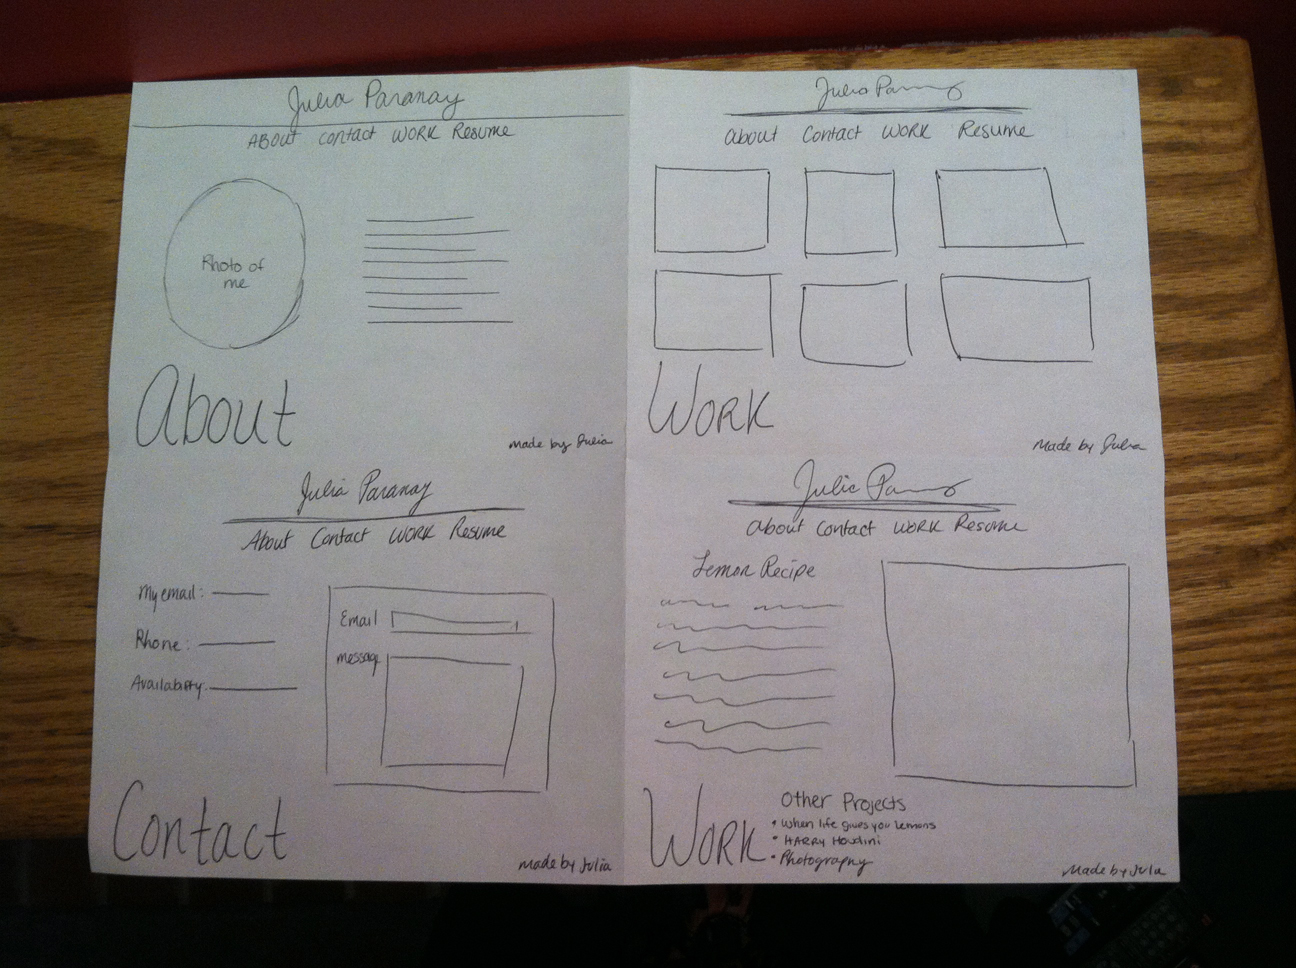 Julia Paranay
ABOUT contact WORK Resume
Photo of
me
About
made by Julia
Julia
about Contact WORK Resume
WORK
Made by Julia
Julia Paranay
About Contact WORK Resume
My email:
Phone:
Availability:
Email
message
Contact
made by Julia
Julia
about contact WORK Resume
Lemon Recipe
WORK
Other Projects
• When life gives you lemons
• HARRY Houdini
• Photography
Made by Julia